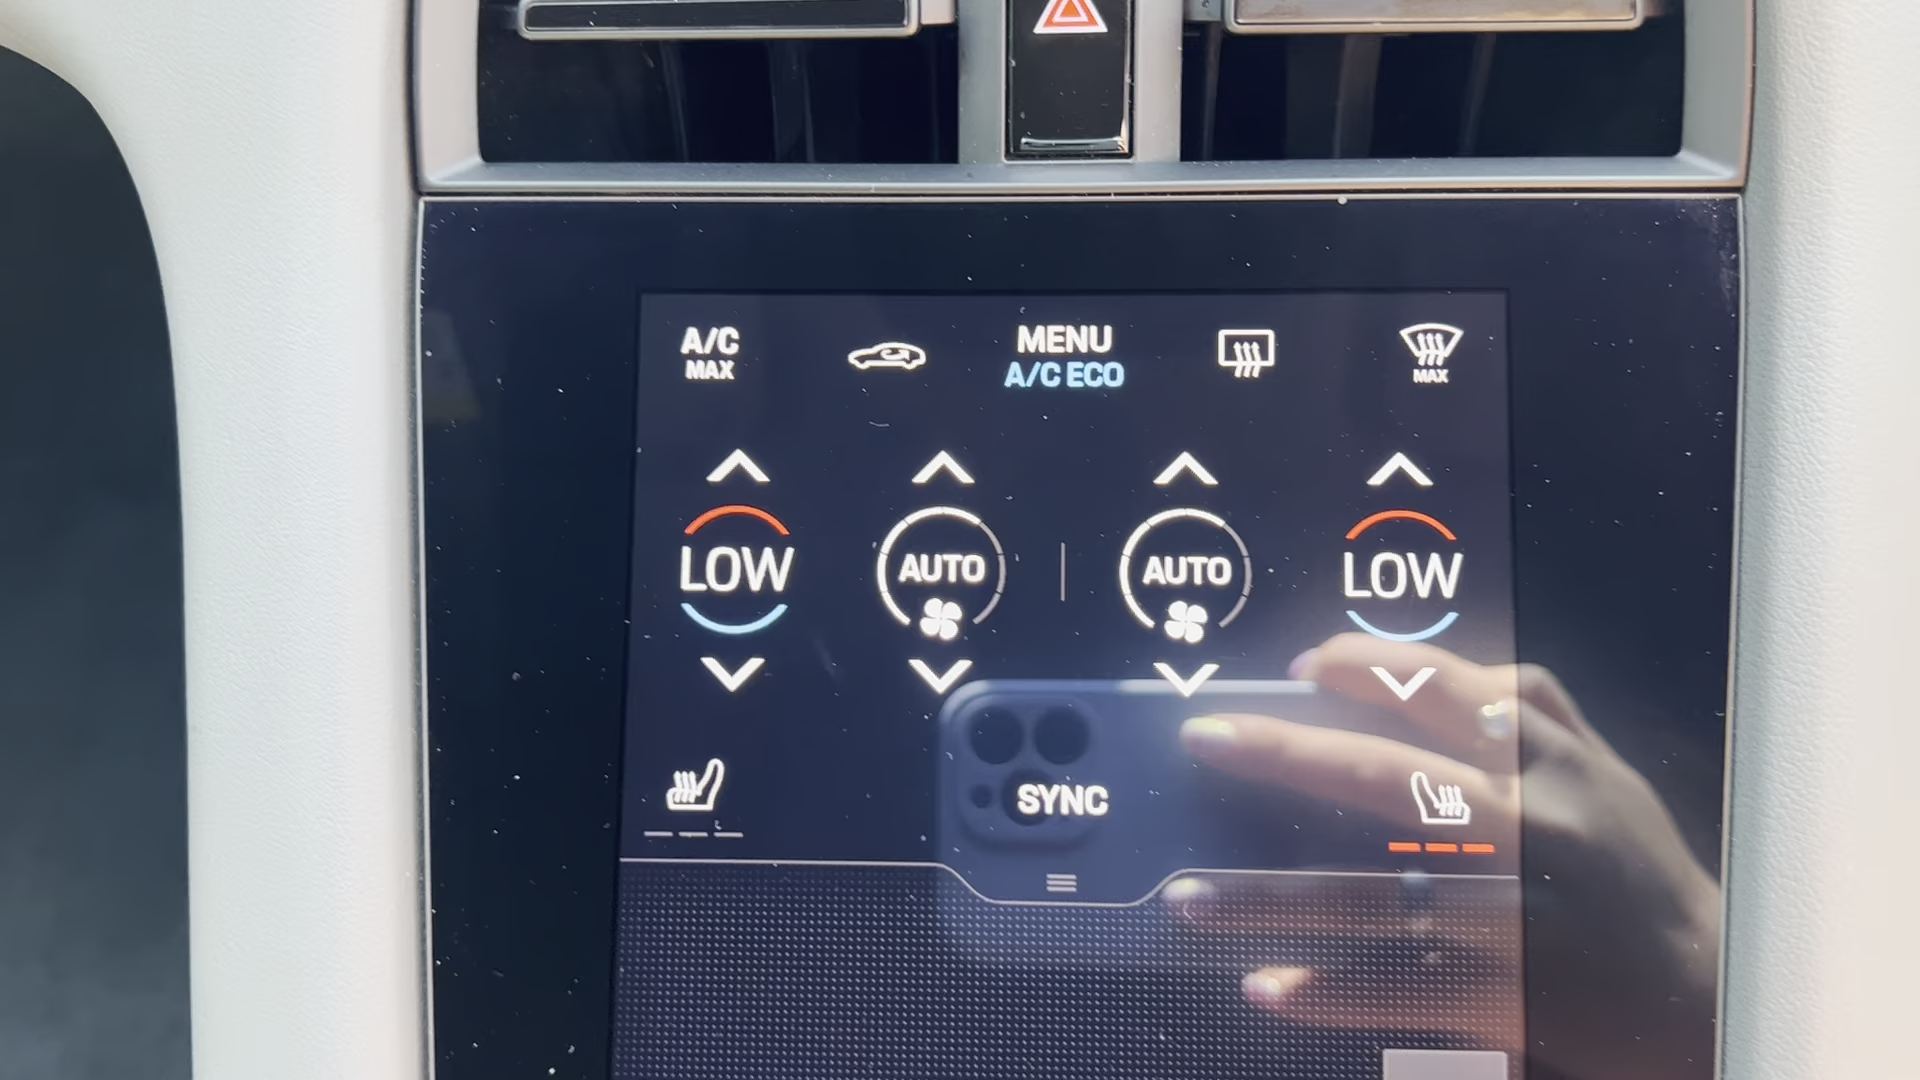 A/C
MAX
MENU
A/C ECO
MAX
LOW
AUTO
AUTO
LOW
SYNC